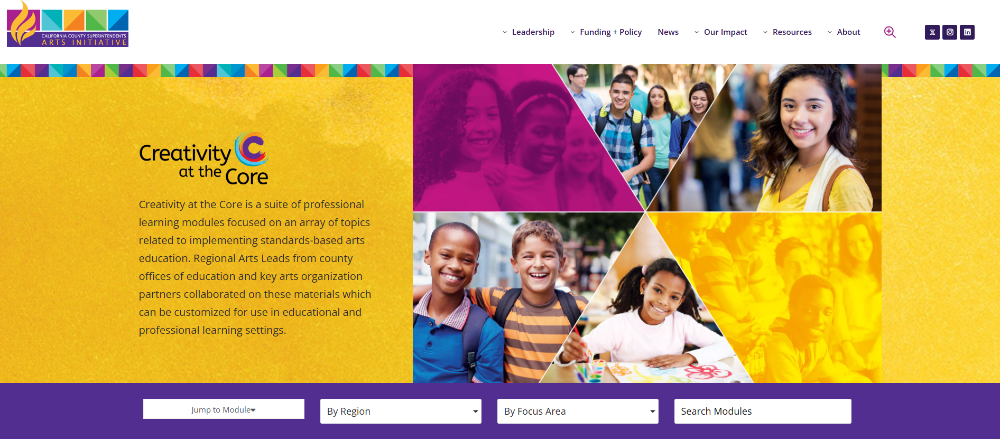 CALIFORNIA COUNTY SUPERINTENDENTS
ARTS INITIATIVE
Leadership
Funding + Policy
News
Our Impact
Resources
About
Creativity
at the Core
Creativity at the Core is a suite of professional
learning modules focused on an array of topics
related to implementing standards-based arts
education. Regional Arts Leads from county
offices of education and key arts organization
partners collaborated on these materials which
can be customized for use in educational and
professional learning settings.
Jump to Module
By Region
By Focus Area
Search Modules